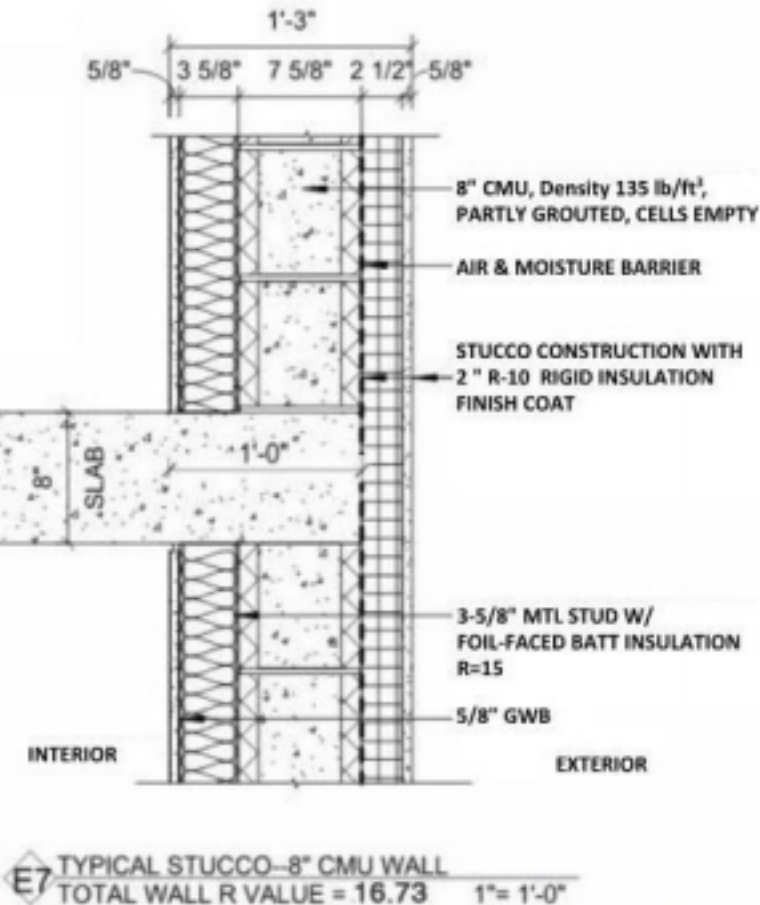 1'-3"
5/8" 3 5/8" 7 5/8" 2 1/2" 5/8"
8" CMU, Density 135 lb/ft³,
PARTLY GROUTED, CELLS EMPTY
AIR & MOISTURE BARRIER
STUCCO CONSTRUCTION WITH
2 " R-10 RIGID INSULATION
FINISH COAT
1'-0"
8"
SLAB
3-5/8" MTL STUD W/
FOIL-FACED BATT INSULATION
R=15
5/8" GWB
INTERIOR
EXTERIOR
E7 TYPICAL STUCCO--8" CMU WALL
TOTAL WALL R VALUE = 16.73 1"= 1'-0"